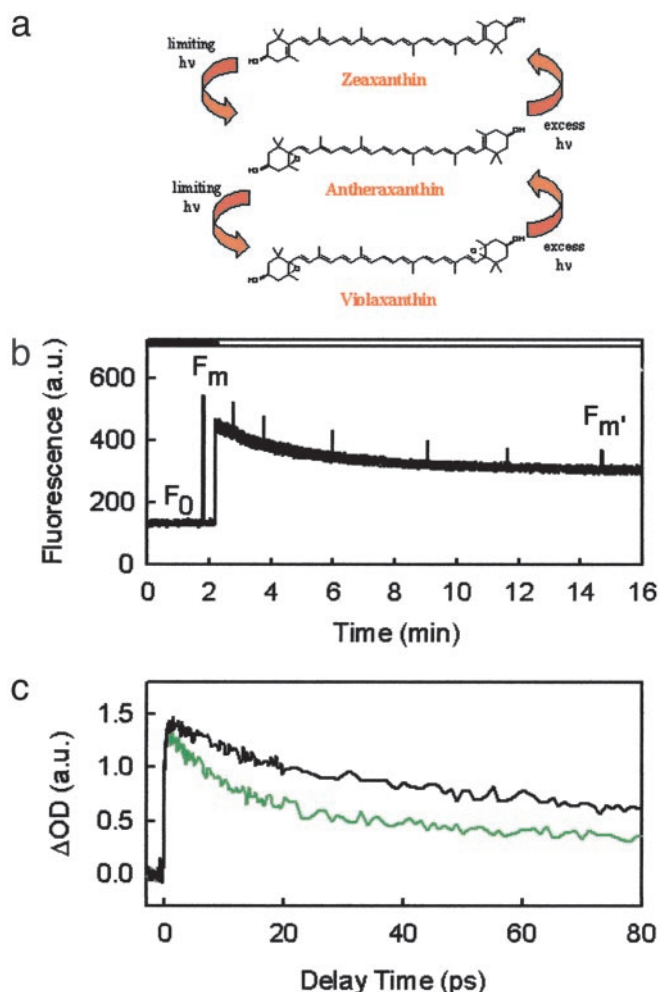 a
limiting
hν
Zeaxanthin
excess
hν
Antheraxanthin
limiting
hν
excess
hν
Violaxanthin
b
Fluorescence (a.u.)
600
400
200
0
F0
Fm
Fm'
0 2 4 6 8 10 12 14 16
Time (min)
c
ΔOD (a.u.)
1.5
1.0
0.5
0.0
0 20 40 60 80
Delay Time (ps)